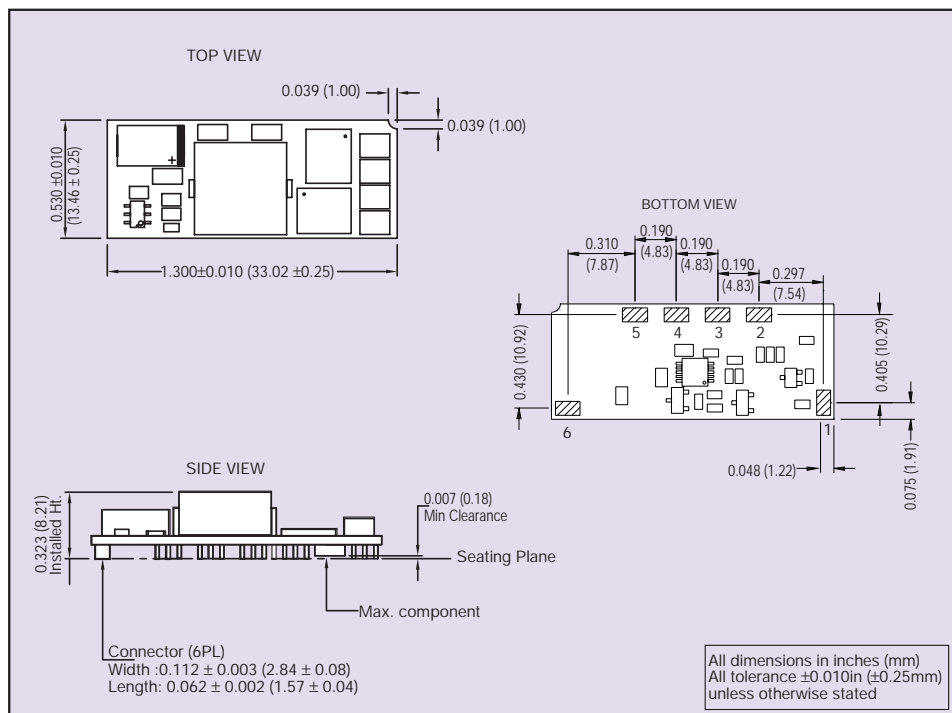 TOP VIEW
0.039 (1.00)
0.039 (1.00)
0.530 ±0.010
(13.46 ± 0.25)
+
1.300±0.010 (33.02 ±0.25)
BOTTOM VIEW
0.190
(4.83)
0.310
(7.87)
0.190
(4.83)
0.190
(4.83)
0.297
(7.54)
5
4
3
2
0.430 (10.92)
0.405 (10.29)
6
1
0.048 (1.22)
0.075 (1.91)
SIDE VIEW
0.323 (8.21)
Installed Ht.
0.007 (0.18)
Min Clearance
Seating Plane
Max. component
Connector (6PL)
Width :0.112 ± 0.003 (2.84 ± 0.08)
Length: 0.062 ± 0.002 (1.57 ± 0.04)
All dimensions in inches (mm)
All tolerance ±0.010in (±0.25mm)
unless otherwise stated